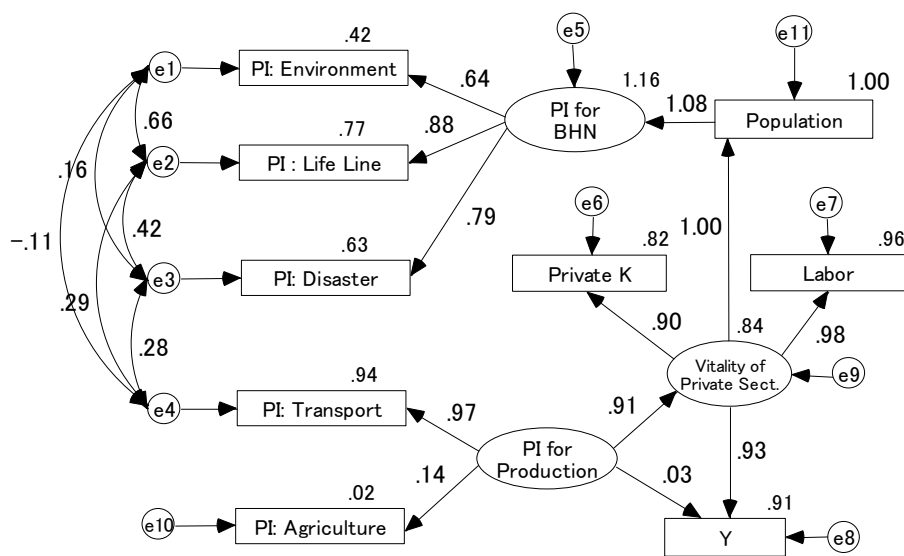 e5
e11
.42
1.16
1.00
e1
PI: Environment
.64
PI for
BHN
1.08
Population
.66
.77
.88
.16
e2
PI : Life Line
.79
e6
e7
-.11
.42
.63
1.00
.82
.96
e3
PI: Disaster
Private K
Labor
.29
.28
.90
.84
.98
.94
Vitality of
Private Sect.
e9
e4
PI: Transport
.97
.91
PI for
Production
.93
.14
.03
.02
.91
e10
PI: Agriculture
Y
e8